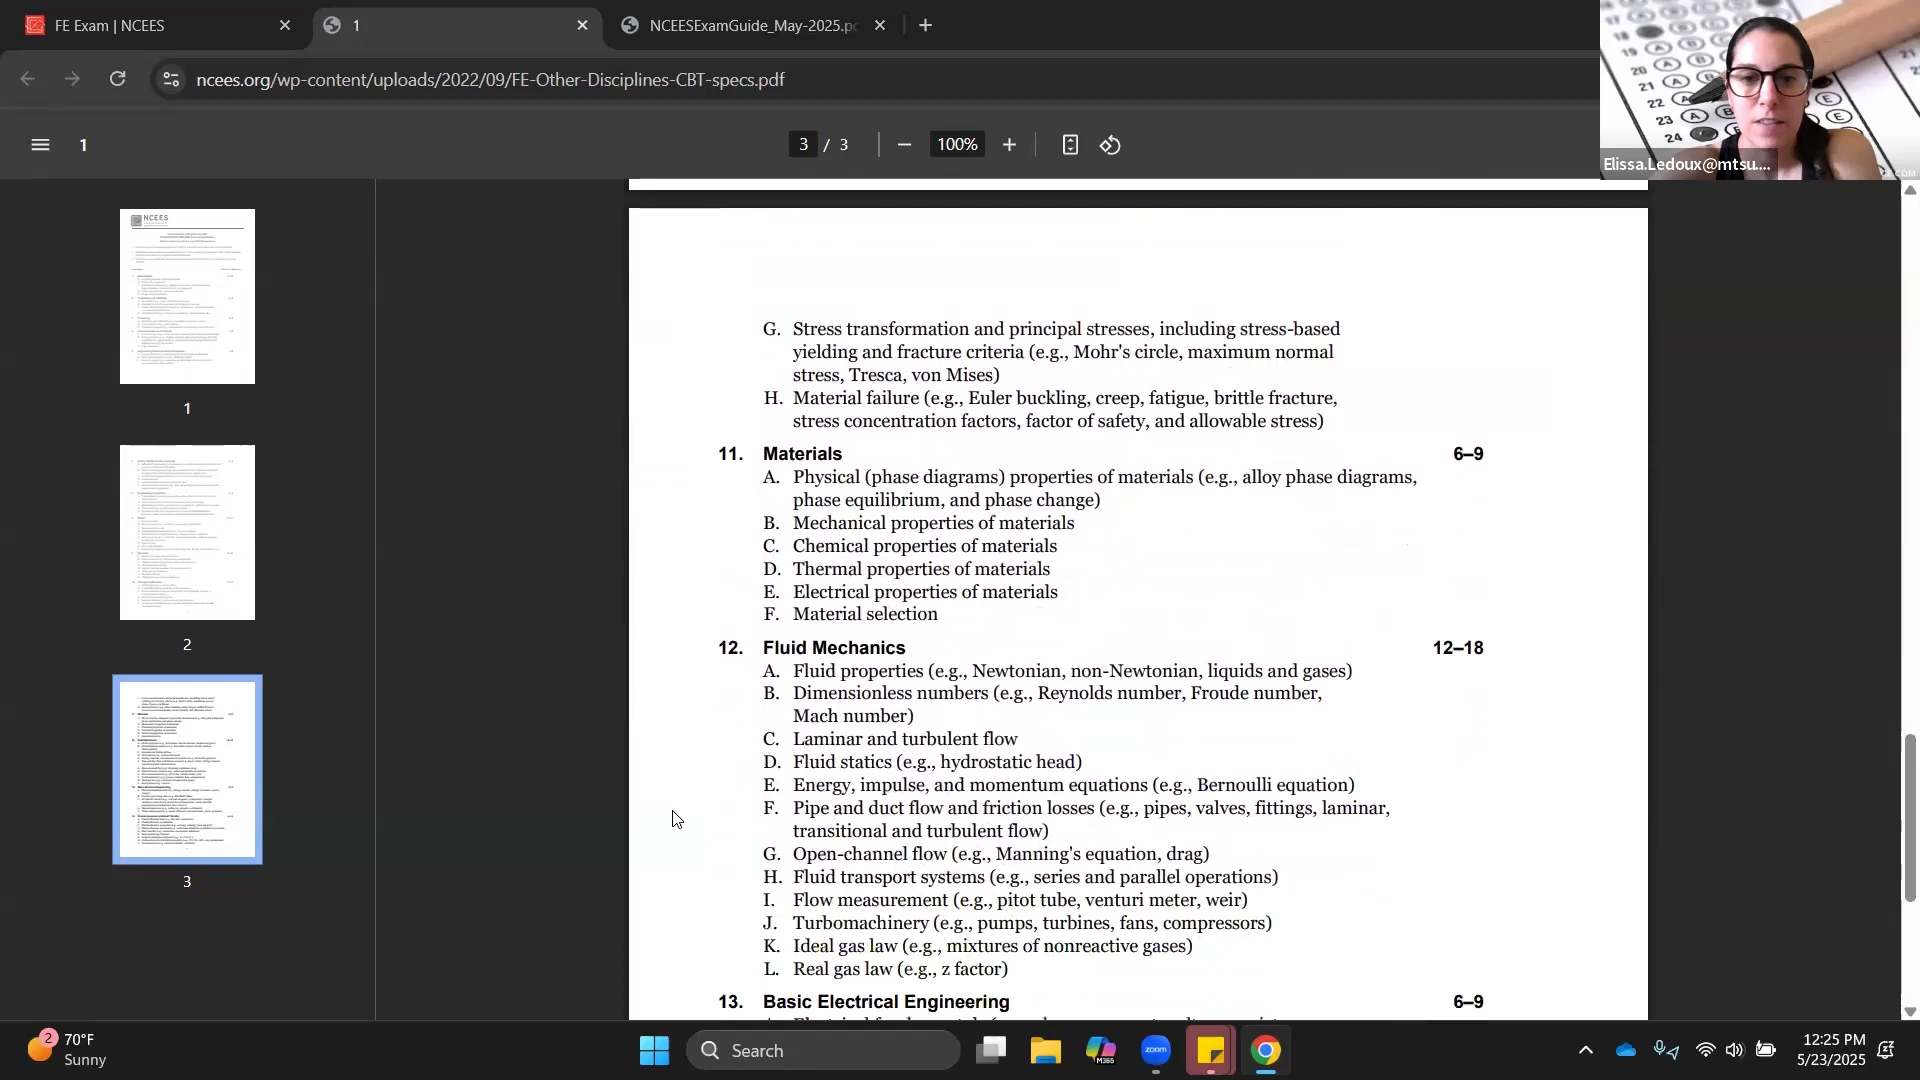 FE Exam | NCEES
1
NCEESExamGuide_May-2025.p
ncees.org/wp-content/uploads/2022/09/FE-Other-Disciplines-CBT-specs.pdf
1
3 / 3
100%
Elissa.Ledoux@mtsu....
NCEES
1
2
3
G. Stress transformation and principal stresses, including stress-based
yielding and fracture criteria (e.g., Mohr's circle, maximum normal
stress, Tresca, von Mises)
H. Material failure (e.g., Euler buckling, creep, fatigue, brittle fracture,
stress concentration factors, factor of safety, and allowable stress)
11. Materials 6–9
A. Physical (phase diagrams) properties of materials (e.g., alloy phase diagrams,
phase equilibrium, and phase change)
B. Mechanical properties of materials
C. Chemical properties of materials
D. Thermal properties of materials
E. Electrical properties of materials
F. Material selection
12. Fluid Mechanics 12–18
A. Fluid properties (e.g., Newtonian, non-Newtonian, liquids and gases)
B. Dimensionless numbers (e.g., Reynolds number, Froude number,
Mach number)
C. Laminar and turbulent flow
D. Fluid statics (e.g., hydrostatic head)
E. Energy, impulse, and momentum equations (e.g., Bernoulli equation)
F. Pipe and duct flow and friction losses (e.g., pipes, valves, fittings, laminar,
transitional and turbulent flow)
G. Open-channel flow (e.g., Manning's equation, drag)
H. Fluid transport systems (e.g., series and parallel operations)
I. Flow measurement (e.g., pitot tube, venturi meter, weir)
J. Turbomachinery (e.g., pumps, turbines, fans, compressors)
K. Ideal gas law (e.g., mixtures of nonreactive gases)
L. Real gas law (e.g., z factor)
13. Basic Electrical Engineering 6–9
2
70°F
Sunny
Search
M365
zoom
12:25 PM
5/23/2025